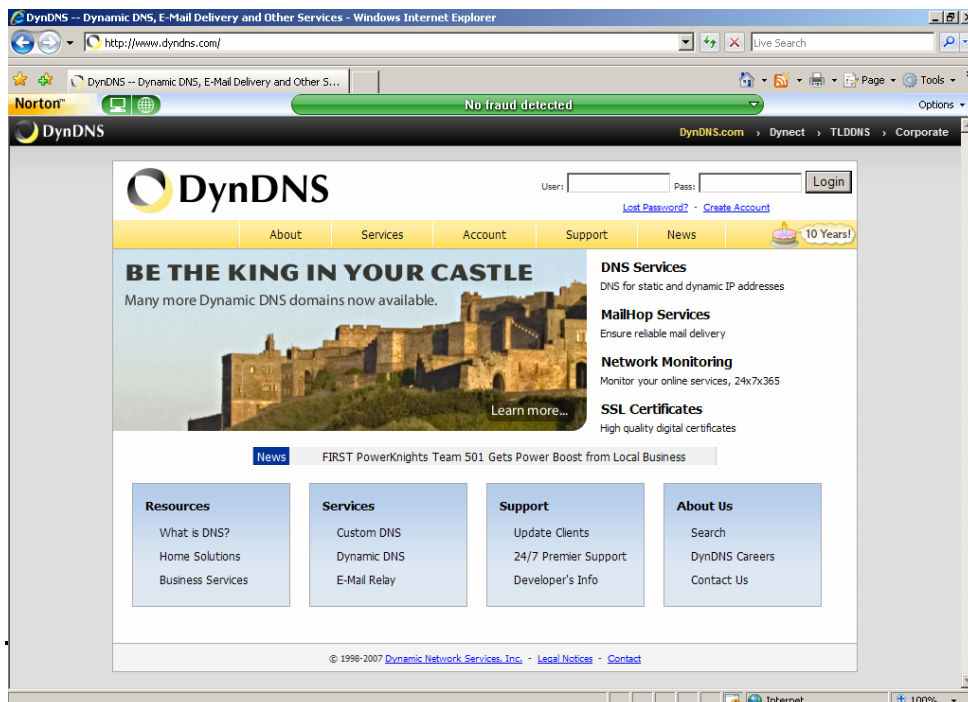 DynDNS -- Dynamic DNS, E-Mail Delivery and Other Services - Windows Internet Explorer
http://www.dyndns.com/
Live Search
DynDNS -- Dynamic DNS, E-Mail Delivery and Other S...
Page
Tools
Norton™
No fraud detected
Options
DynDNS
DynDNS.com › Dynect › TLDDNS › Corporate
DynDNS
User:
Pass:
Login
Lost Password? - Create Account
About
Services
Account
Support
News
10 Years!
BE THE KING IN YOUR CASTLE
Many more Dynamic DNS domains now available.
Learn more...
DNS Services
DNS for static and dynamic IP addresses
MailHop Services
Ensure reliable mail delivery
Network Monitoring
Monitor your online services, 24x7x365
SSL Certificates
High quality digital certificates
News
FIRST PowerKnights Team 501 Gets Power Boost from Local Business
Resources
What is DNS?
Home Solutions
Business Services
Services
Custom DNS
Dynamic DNS
E-Mail Relay
Support
Update Clients
24/7 Premier Support
Developer's Info
About Us
Search
DynDNS Careers
Contact Us
© 1998-2007 Dynamic Network Services, Inc. - Legal Notices - Contact
Internet
100%